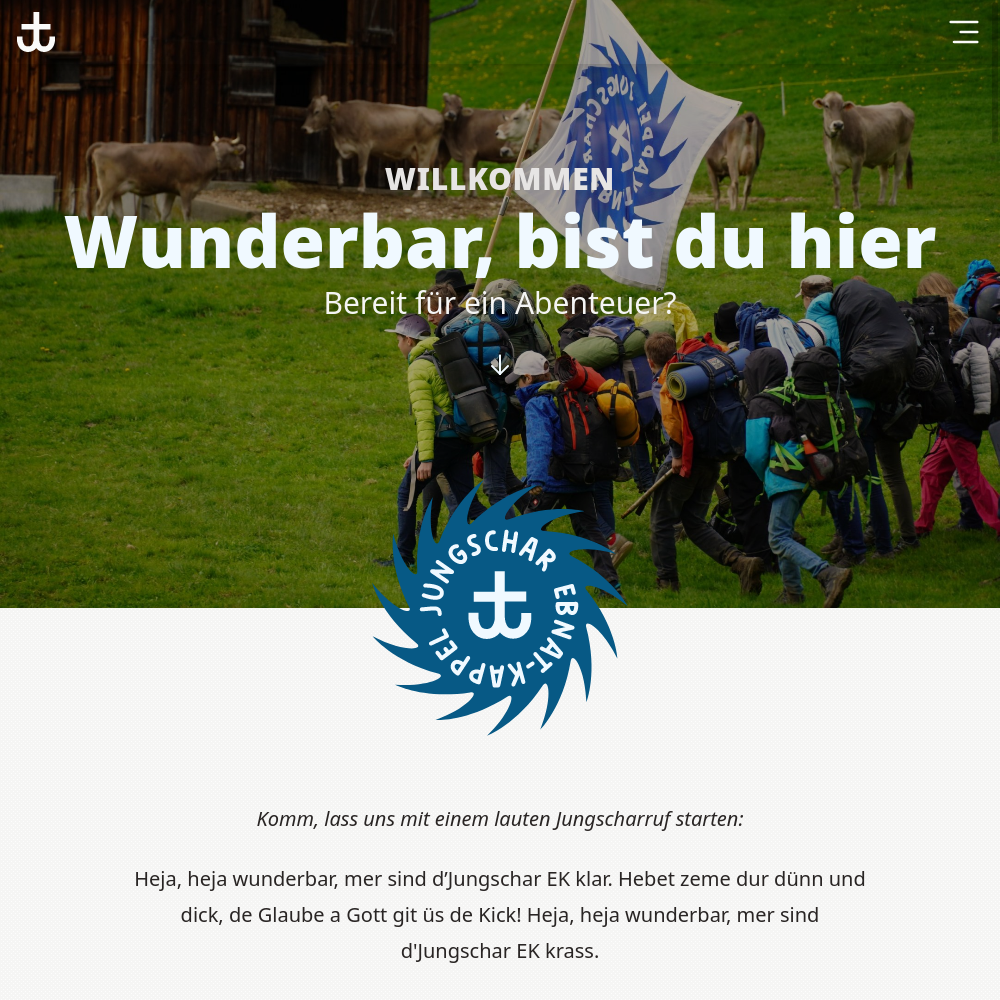 WILLKOMMEN
Wunderbar, bist du hier
Bereit für ein Abenteuer?
JUNGSCHAR EBNAT-KAPPEL
Komm, lass uns mit einem lauten Jungscharruf starten:
Heja, heja wunderbar, mer sind d’Jungschar EK klar. Hebet zeme dur dünn und
dick, de Glaube a Gott git üs de Kick! Heja, heja wunderbar, mer sind
d'Jungschar EK krass.